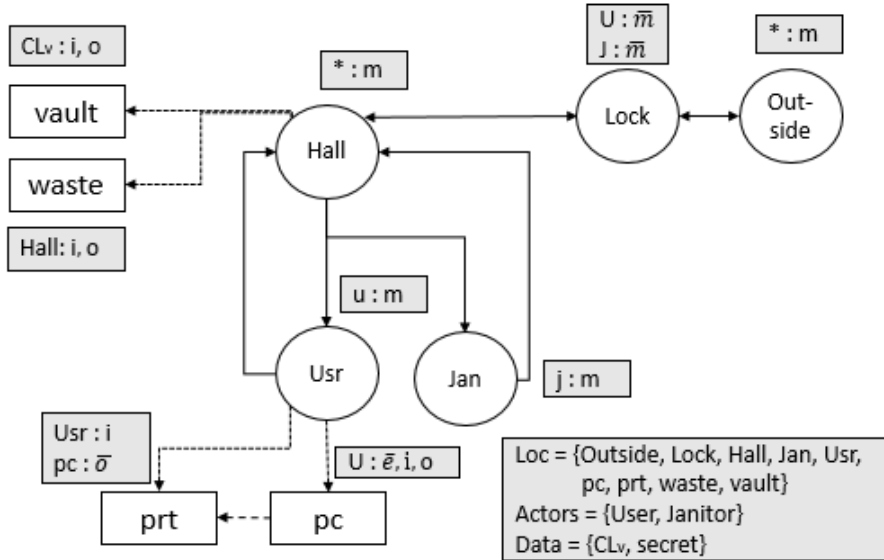 CLv : i, o
* : m
U : m̅
J : m̅
* : m
vault
waste
Hall
Lock
Out-
side
Hall: i, o
u : m
Usr
Jan
j : m
Usr : i
pc : o̅
U : e̅, i, o
prt
pc
Loc = {Outside, Lock, Hall, Jan, Usr,
pc, prt, waste, vault}
Actors = {User, Janitor}
Data = {CLv, secret}